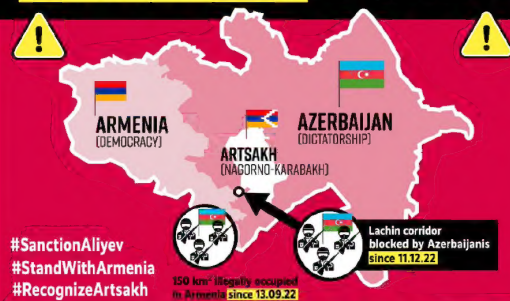 ARMENIA
(DEMOCRACY)
AZERBAIJAN
(DICTATORSHIP)
ARTSAKH
(NAGORNO-KARABAKH)
Lachin corridor
blocked by Azerbaijanis
since 11.12.22
150 km² illegally occupied
in Armenia since 13.09.22
#SanctionAliyev
#StandWithArmenia
#RecognizeArtsakh